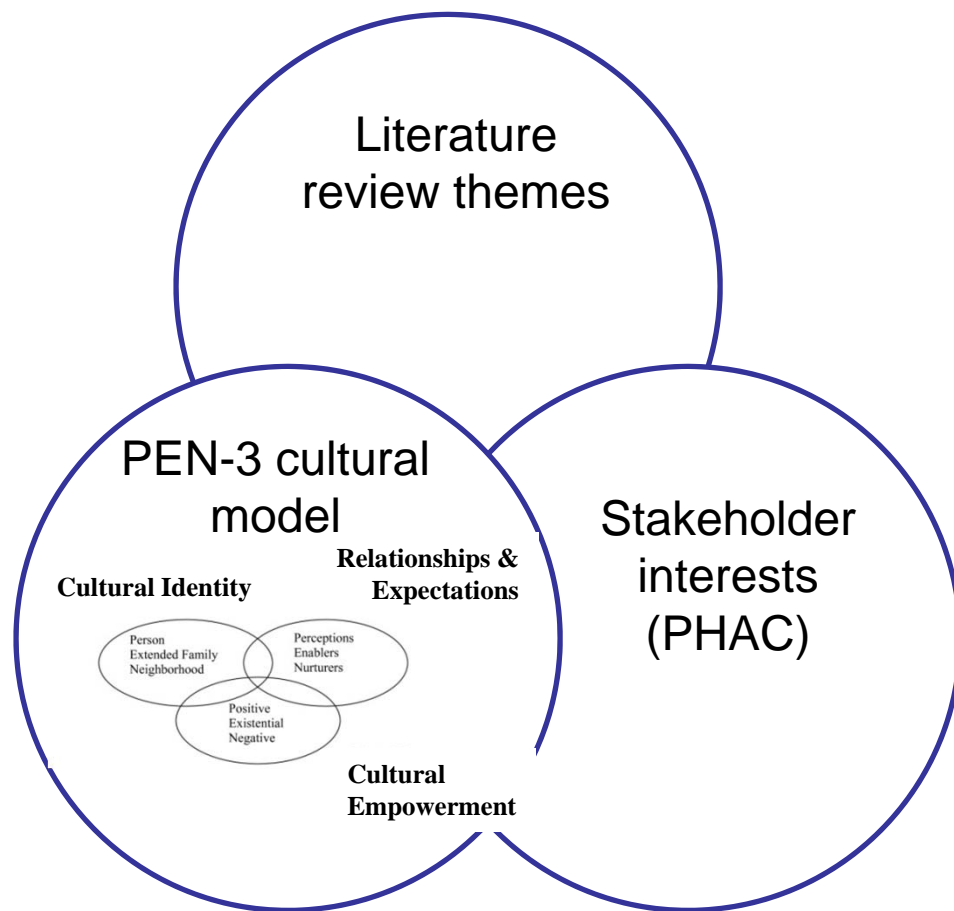 Literature
review themes
PEN-3 cultural
model
Relationships &
Expectations
Cultural Identity
Person
Extended Family
Neighborhood
Perceptions
Enablers
Nurturers
Positive
Existential
Negative
Cultural
Empowerment
Stakeholder
interests
(PHAC)